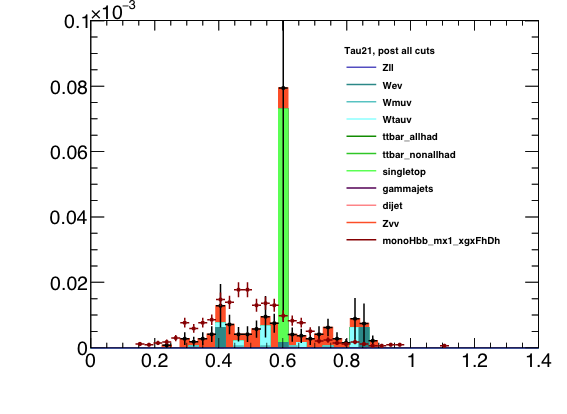 0.1×10⁻³
Tau21, post all cuts
Zll
Wev
Wmuv
Wtauv
ttbar_allhad
ttbar_nonallhad
singletop
gammajets
dijet
Zvv
monoHbb_mx1_xgxFhDh
0.08
0.06
0.04
0.02
0
0 0.2 0.4 0.6 0.8 1 1.2 1.4